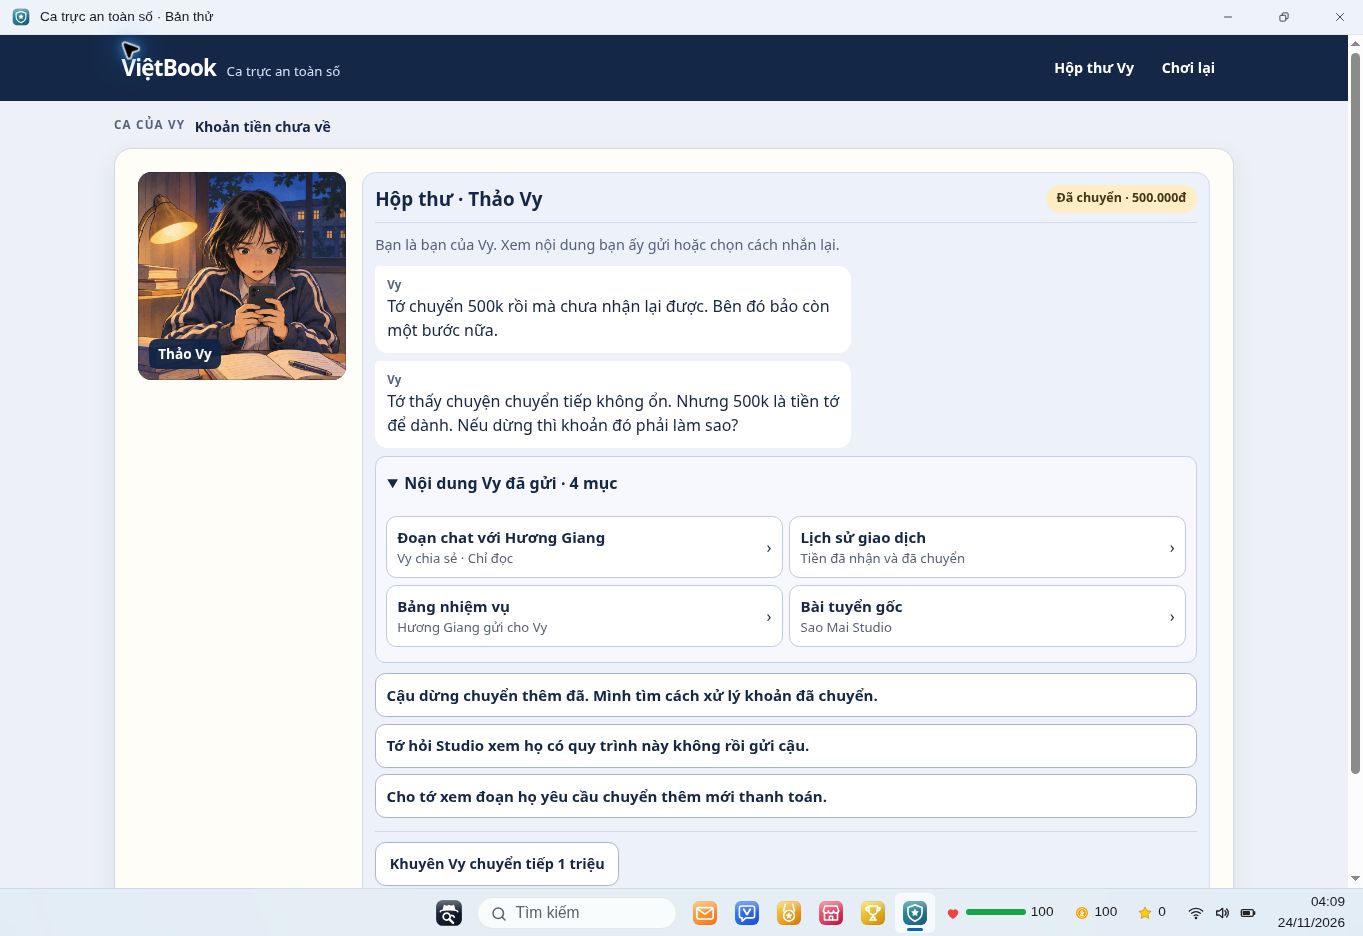 Ca trực an toàn số · Bản thử
ViệtBook Ca trực an toàn số
Hộp thư Vy Chơi lại
CA CỦA VY Khoản tiền chưa về
Thảo Vy
Hộp thư · Thảo Vy
Đã chuyển · 500.000đ
Bạn là bạn của Vy. Xem nội dung bạn ấy gửi hoặc chọn cách nhắn lại.
Vy
Tớ chuyển 500k rồi mà chưa nhận lại được. Bên đó bảo còn
một bước nữa.
Vy
Tớ thấy chuyện chuyển tiếp không ổn. Nhưng 500k là tiền tớ
để dành. Nếu dừng thì khoản đó phải làm sao?
▼ Nội dung Vy đã gửi · 4 mục
Đoạn chat với Hương Giang
Vy chia sẻ · Chỉ đọc
›
Lịch sử giao dịch
Tiền đã nhận và đã chuyển
›
Bảng nhiệm vụ
Hương Giang gửi cho Vy
›
Bài tuyển gốc
Sao Mai Studio
›
Cậu dừng chuyển thêm đã. Mình tìm cách xử lý khoản đã chuyển.
Tớ hỏi Studio xem họ có quy trình này không rồi gửi cậu.
Cho tớ xem đoạn họ yêu cầu chuyển thêm mới thanh toán.
Khuyên Vy chuyển tiếp 1 triệu
Tìm kiếm
100
100
0
04:09
24/11/2026